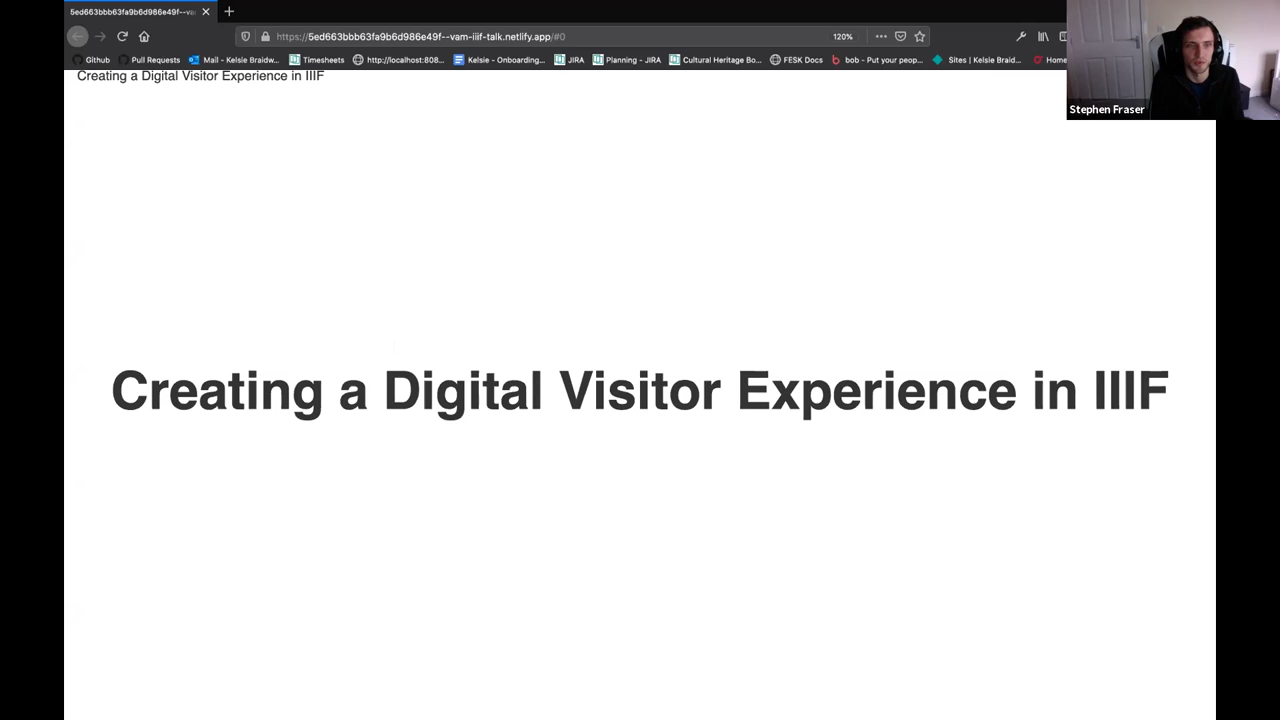 5ed663bbb63fa9b6d986e49f--va
https://5ed663bbb63fa9b6d986e49f--vam-iiif-talk.netlify.app/#0
120%
Github Pull Requests Mail - Kelsie Braidw... Timesheets http://localhost:808... Kelsie - Onboarding... JIRA Planning - JIRA Cultural Heritage Bo... FESK Docs bob - Put your peop... Sites | Kelsie Braid... Home
Creating a Digital Visitor Experience in IIIF
Stephen Fraser
Creating a Digital Visitor Experience in IIIF